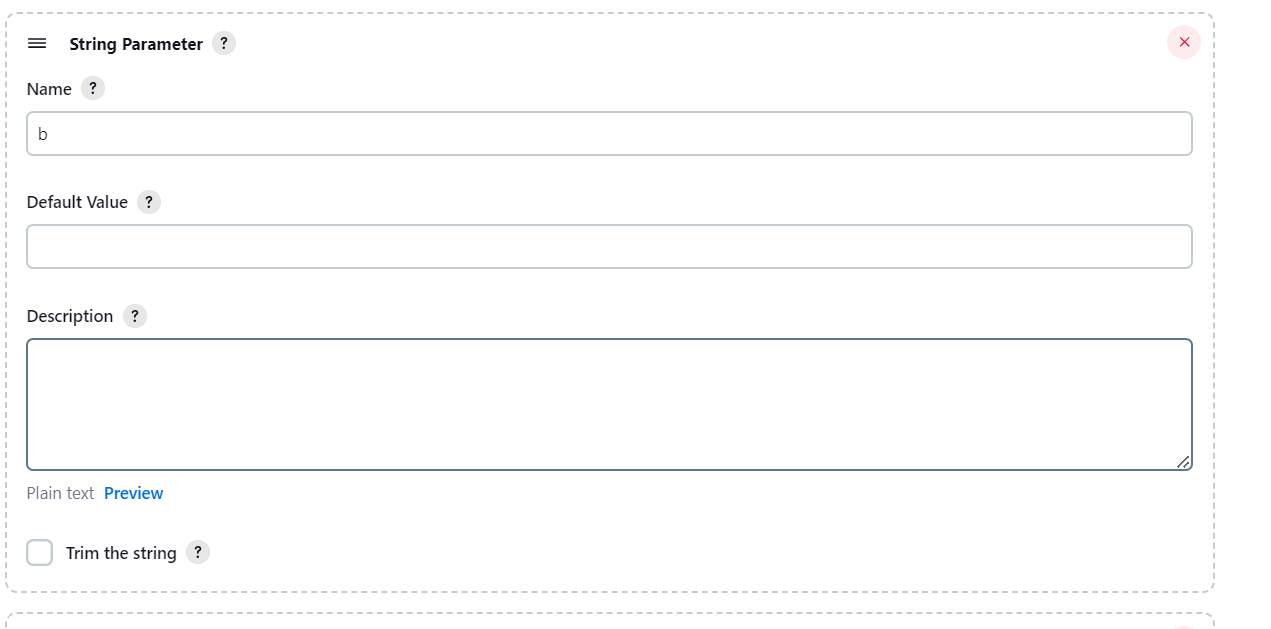 String Parameter ?
Name ?
b
Default Value ?
Description ?
Plain text Preview
Trim the string ?